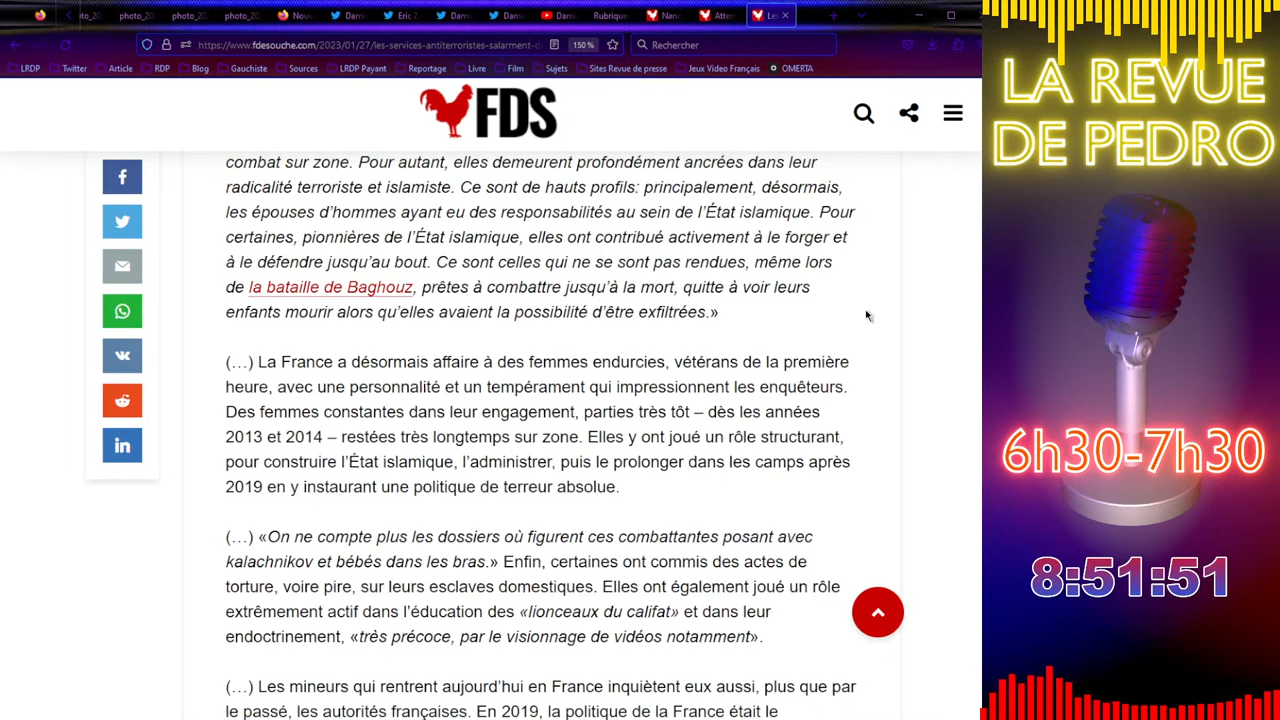 photo_20
photo_20
photo_20
Nouv
Dami
Eric Z
Dami
Dami
Damo
Rubrique
Nanc
Atten
Les
https://www.fdesouche.com/2023/01/27/les-services-antiterroristes-salarment-d
150 %
Rechercher
LRDP
Twitter
Article
RDP
Blog
Gauchiste
Sources
LRDP Payant
Reportage
Livre
Film
Sujets
Sites Revue de presse
Jeux Video Français
OMERTA
FDS
combat sur zone. Pour autant, elles demeurent profondément ancrées dans leur
radicalité terroriste et islamiste. Ce sont de hauts profils: principalement, désormais,
les épouses d’hommes ayant eu des responsabilités au sein de l’État islamique. Pour
certaines, pionnières de l’État islamique, elles ont contribué activement à le forger et
à le défendre jusqu’au bout. Ce sont celles qui ne se sont pas rendues, même lors
de la bataille de Baghouz, prêtes à combattre jusqu’à la mort, quitte à voir leurs
enfants mourir alors qu’elles avaient la possibilité d’être exfiltrées.»
(…) La France a désormais affaire à des femmes endurcies, vétérans de la première
heure, avec une personnalité et un tempérament qui impressionnent les enquêteurs.
Des femmes constantes dans leur engagement, parties très tôt – dès les années
2013 et 2014 – restées très longtemps sur zone. Elles y ont joué un rôle structurant,
pour construire l’État islamique, l’administrer, puis le prolonger dans les camps après
2019 en y instaurant une politique de terreur absolue.
(…) «On ne compte plus les dossiers où figurent ces combattantes posant avec
kalachnikov et bébés dans les bras.» Enfin, certaines ont commis des actes de
torture, voire pire, sur leurs esclaves domestiques. Elles ont également joué un rôle
extrêmement actif dans l’éducation des «lionceaux du califat» et dans leur
endoctrinement, «très précoce, par le visionnage de vidéos notamment».
(…) Les mineurs qui rentrent aujourd’hui en France inquiètent eux aussi, plus que par
le passé, les autorités françaises. En 2019, la politique de la France était le
LA REVUE
DE PEDRO
6h30-7h30
8:51:51